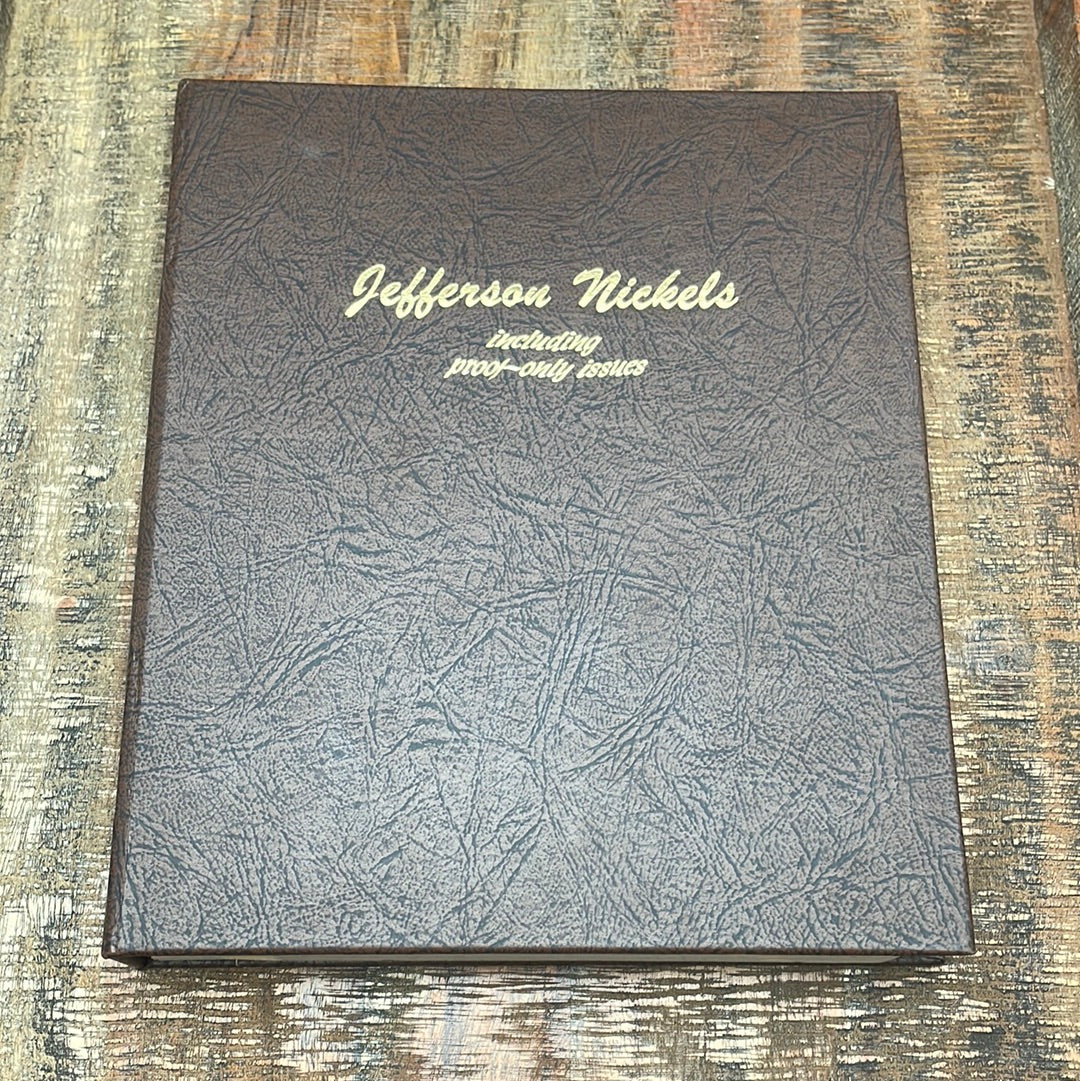 Jefferson Nickels
including
proof-only issues